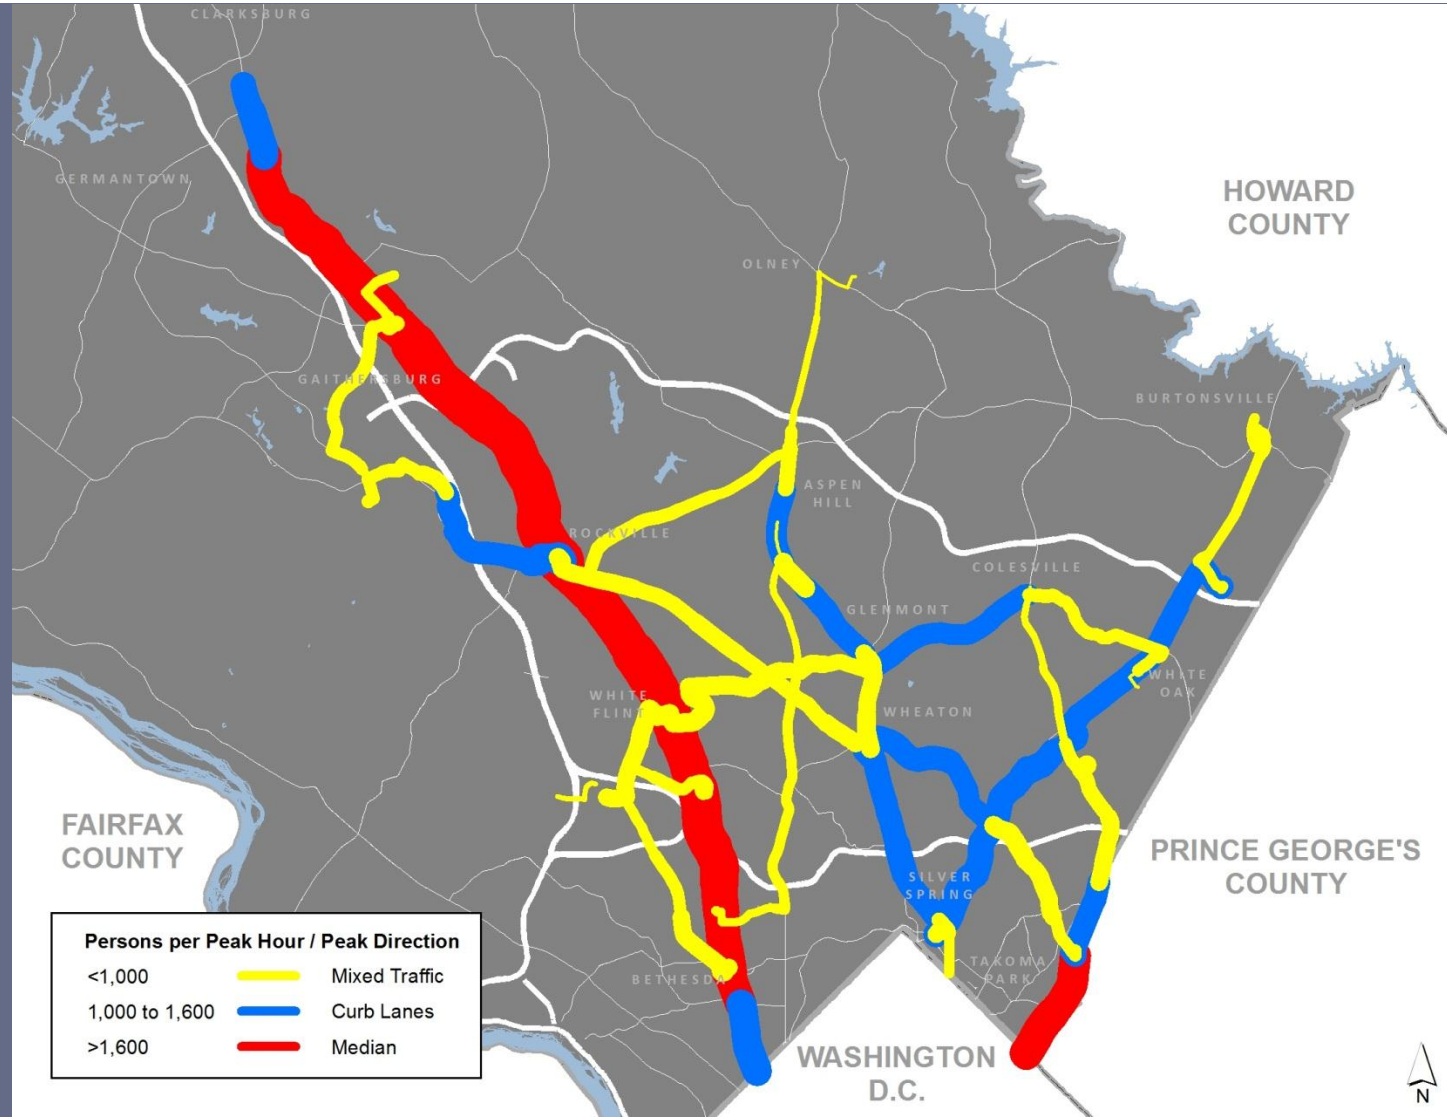 CLARKSBURG
GERMANTOWN
HOWARD
COUNTY
OLNEY
GAITHERSBURG
BURTONSVILLE
ASPEN
HILL
ROCKVILLE
COLESVILLE
GLENMONT
WHITE
OAK
WHITE
FLINT
WHEATON
FAIRFAX
COUNTY
PRINCE GEORGE'S
COUNTY
SILVER
SPRING
TAKOMA
PARK
BETHESDA
WASHINGTON
D.C.
Persons per Peak Hour / Peak Direction
<1,000 Mixed Traffic
1,000 to 1,600 Curb Lanes
>1,600 Median
N